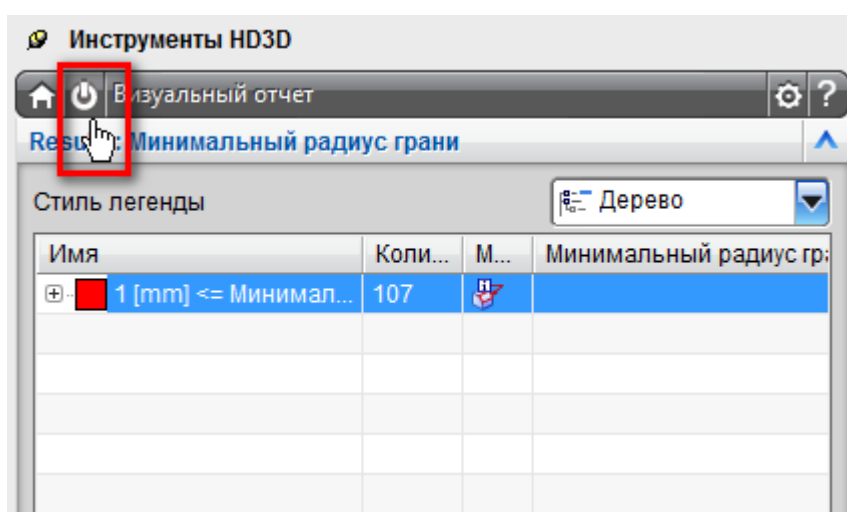 Инструменты HD3D
Визуальный отчет
?
Resu : Минимальный радиус грани
Стиль легенды
Дерево
Имя Коли... М... Минимальный радиус гра
1 [mm] <= Минимал... 107